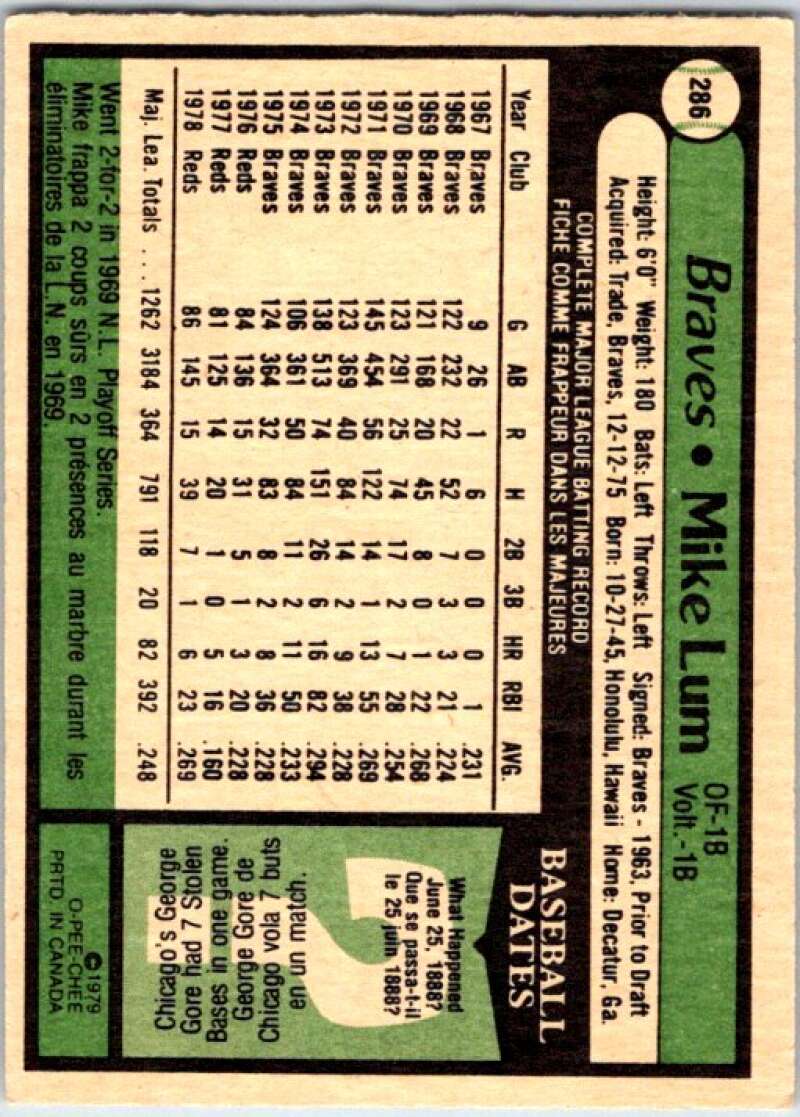 286
Braves • Mike Lum OF-1B
Volt.-1B
Height: 6'0" Weight: 180 Bats: Left Throws: Left Signed: Braves - 1963, Prior to Draft
Acquired: Trade, Braves, 12-12-75 Born: 10-27-45, Honolulu, Hawaii Home: Decatur, Ga.
COMPLETE MAJOR LEAGUE BATTING RECORD
FICHE COMME FRAPPEUR DANS LES MAJEURES
Year Club G AB R H 2B 3B HR RBI AVG.
1967 Braves 9 26 1 6 0 0 0 1 .231
1968 Braves 122 232 22 52 7 3 3 21 .224
1969 Braves 121 168 20 45 8 0 1 22 .268
1970 Braves 123 291 25 74 17 2 7 28 .254
1971 Braves 145 454 56 122 14 1 13 55 .269
1972 Braves 123 369 40 84 14 2 9 38 .228
1973 Braves 138 513 74 151 26 6 16 82 .294
1974 Braves 106 361 50 84 11 2 11 50 .233
1975 Braves 124 364 32 83 8 2 8 36 .228
1976 Reds 84 136 15 31 5 1 3 20 .228
1977 Reds 81 125 14 20 1 0 5 16 .160
1978 Reds 86 145 15 39 7 1 6 23 .269
Maj. Lea. Totals . . . . 1262 3184 364 791 118 20 82 392 .248
Went 2-for-2 in 1969 N.L. Playoff Series.
Mike frappa 2 coups sûrs en 2 présences au marbre durant les
éliminatoires de la L.N. en 1969.
BASEBALL
DATES
What Happened
June 25, 1888?
Que se passa-t-il
le 25 juin 1888?
Chicago's George
Gore had 7 Stolen
Bases in one game.
George Gore de
Chicago vola 7 buts
en un match.
©1979
O-PEE-CHEE
PRTD. IN CANADA